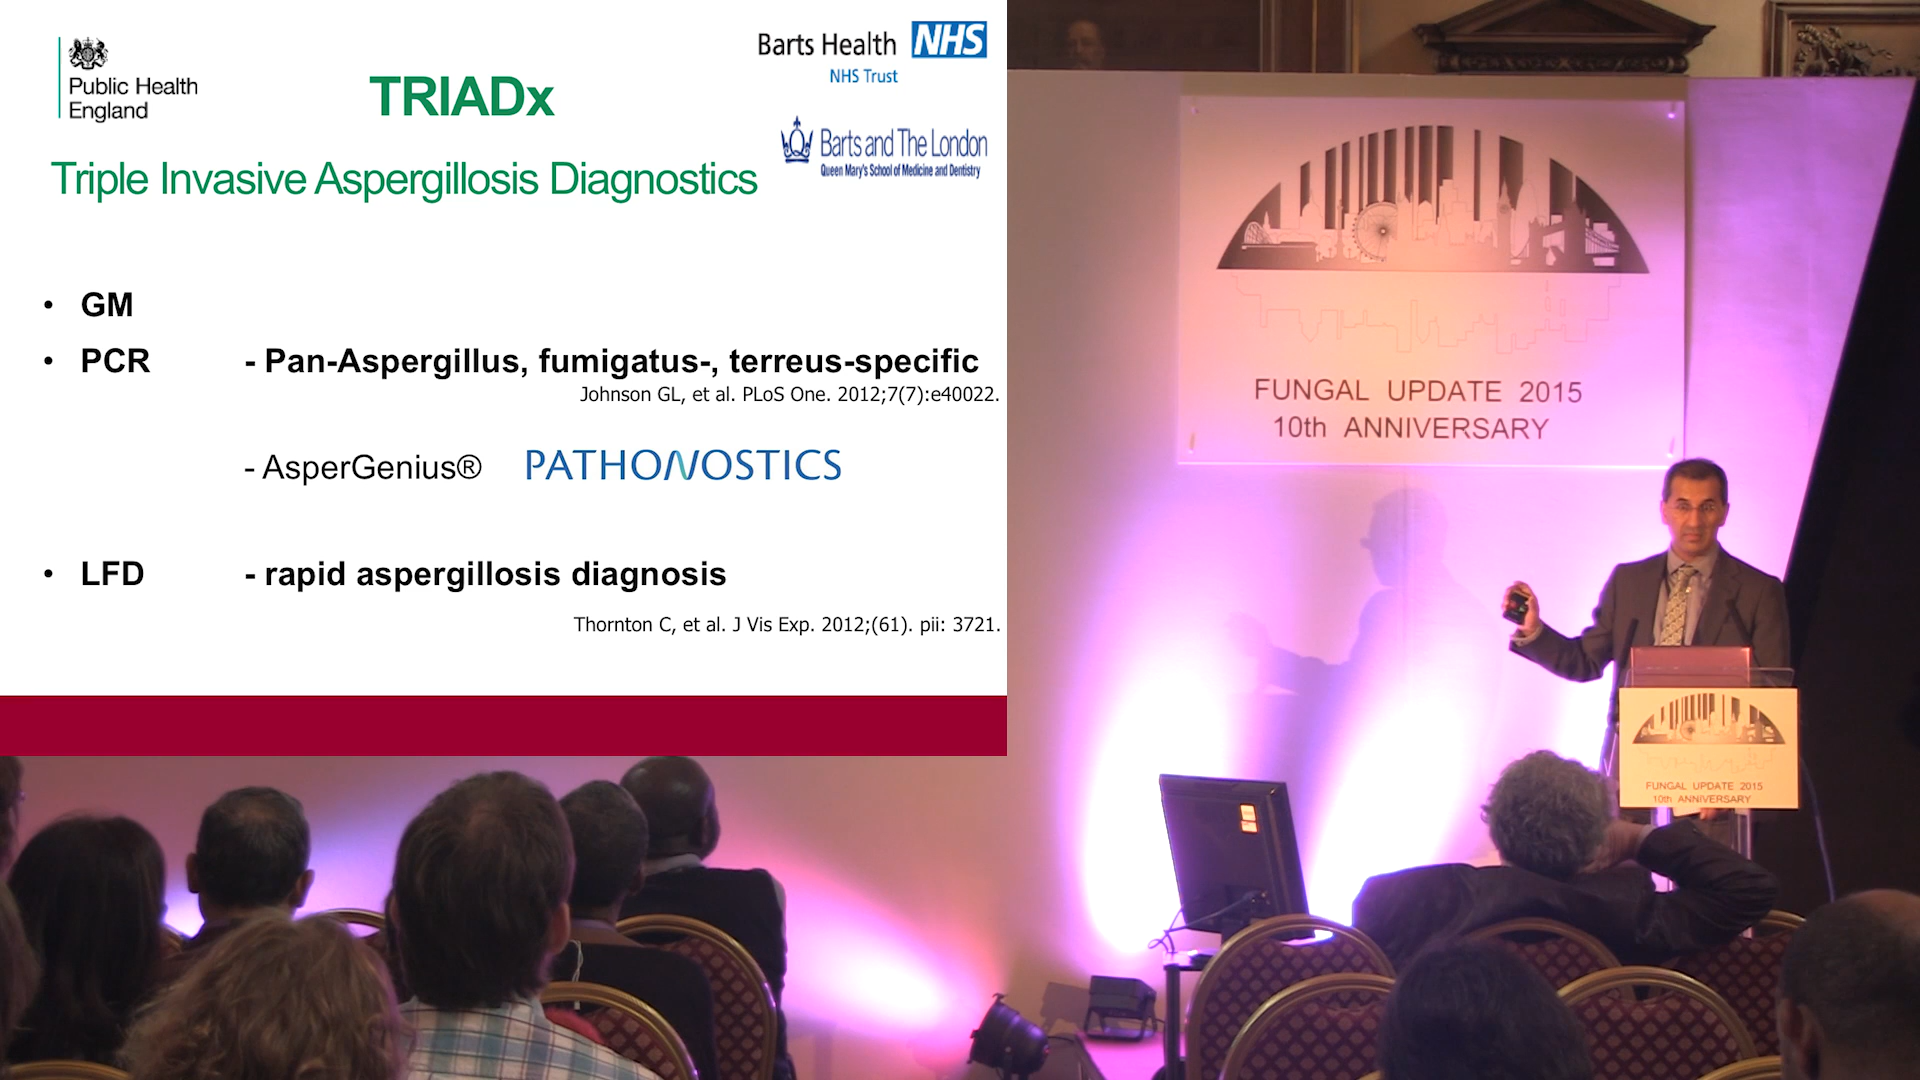 Public Health
England
TRIADx
Barts Health NHS
NHS Trust
Barts and The London
Queen Mary's School of Medicine and Dentistry
Triple Invasive Aspergillosis Diagnostics
• GM
• PCR - Pan-Aspergillus, fumigatus-, terreus-specific
Johnson GL, et al. PLoS One. 2012;7(7):e40022.
- AsperGenius® PATHONOSTICS
• LFD - rapid aspergillosis diagnosis
Thornton C, et al. J Vis Exp. 2012;(61). pii: 3721.
FUNGAL UPDATE 2015
10th ANNIVERSARY
FUNGAL UPDATE 2015
10th ANNIVERSARY